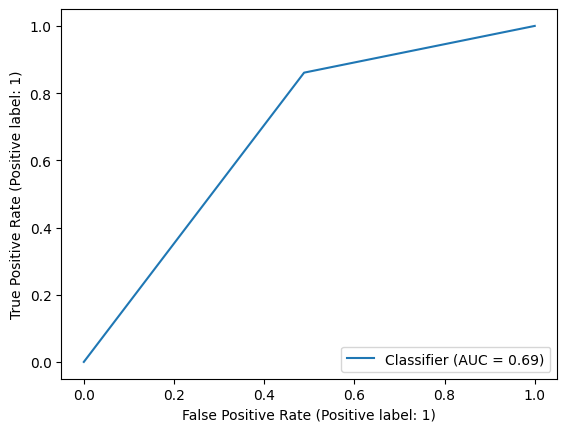 1.0
0.8
0.6
0.4
0.2
0.0
True Positive Rate (Positive label: 1)
Classifier (AUC = 0.69)
0.0 0.2 0.4 0.6 0.8 1.0
False Positive Rate (Positive label: 1)